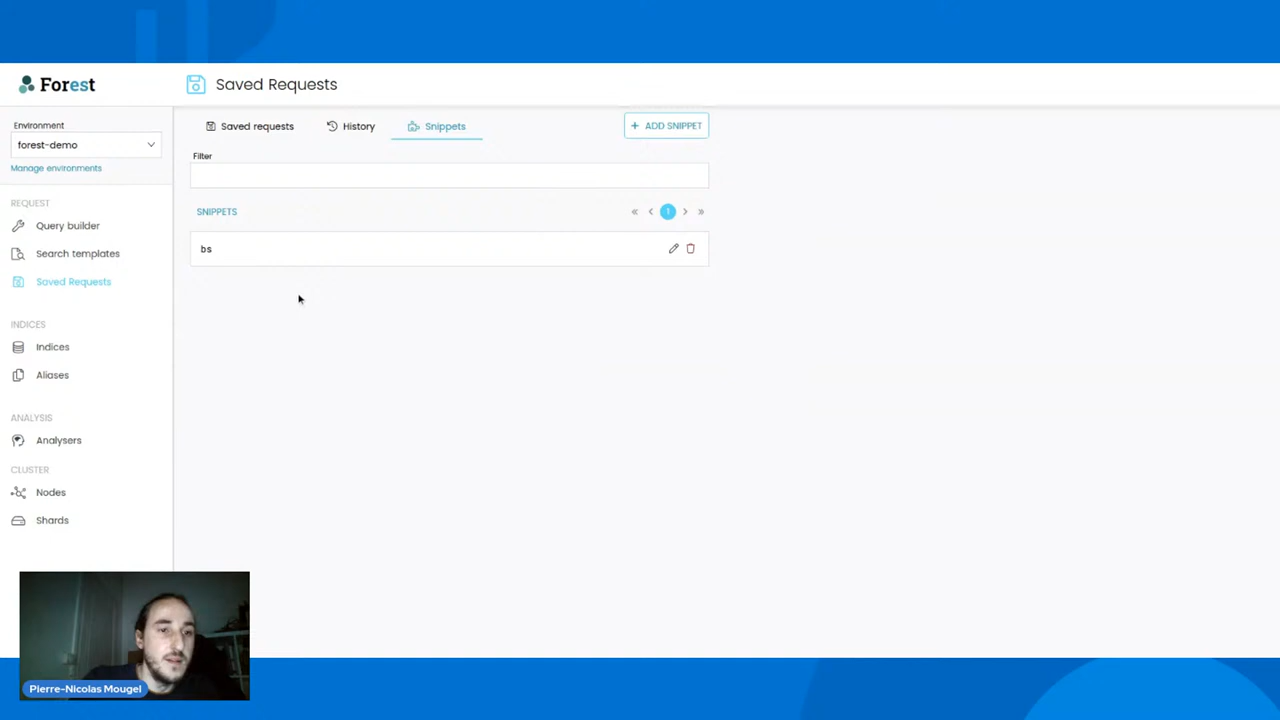 Forest
Saved Requests
Environment
forest-demo
Manage environments
REQUEST
Query builder
Search templates
Saved Requests
INDICES
Indices
Aliases
ANALYSIS
Analysers
CLUSTER
Nodes
Shards
Saved requests
History
Snippets
+ ADD SNIPPET
Filter
SNIPPETS
« ‹ 1 › »
bs
Pierre-Nicolas Mougel